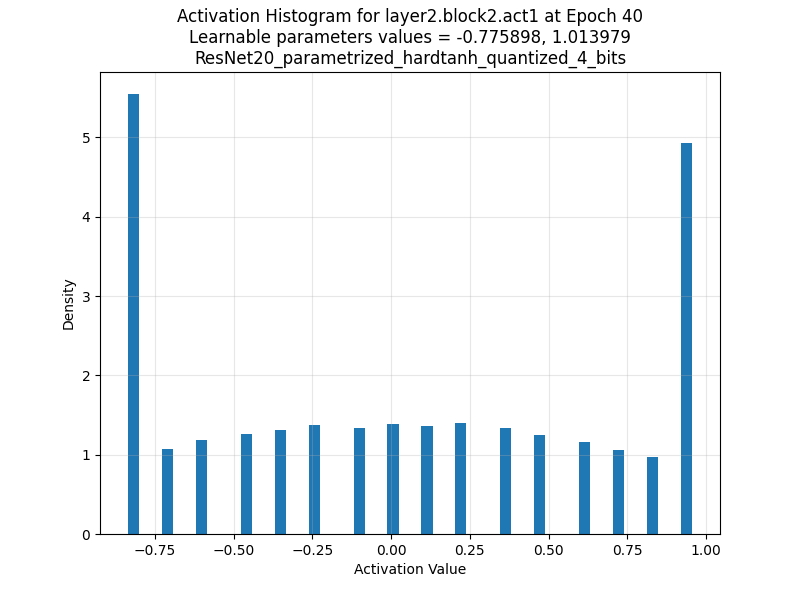 Activation Histogram for layer2.block2.act1 at Epoch 40
Learnable parameters values = -0.775898, 1.013979
ResNet20_parametrized_hardtanh_quantized_4_bits
Density
5
4
3
2
1
0
−0.75 −0.50 −0.25 0.00 0.25 0.50 0.75 1.00
Activation Value